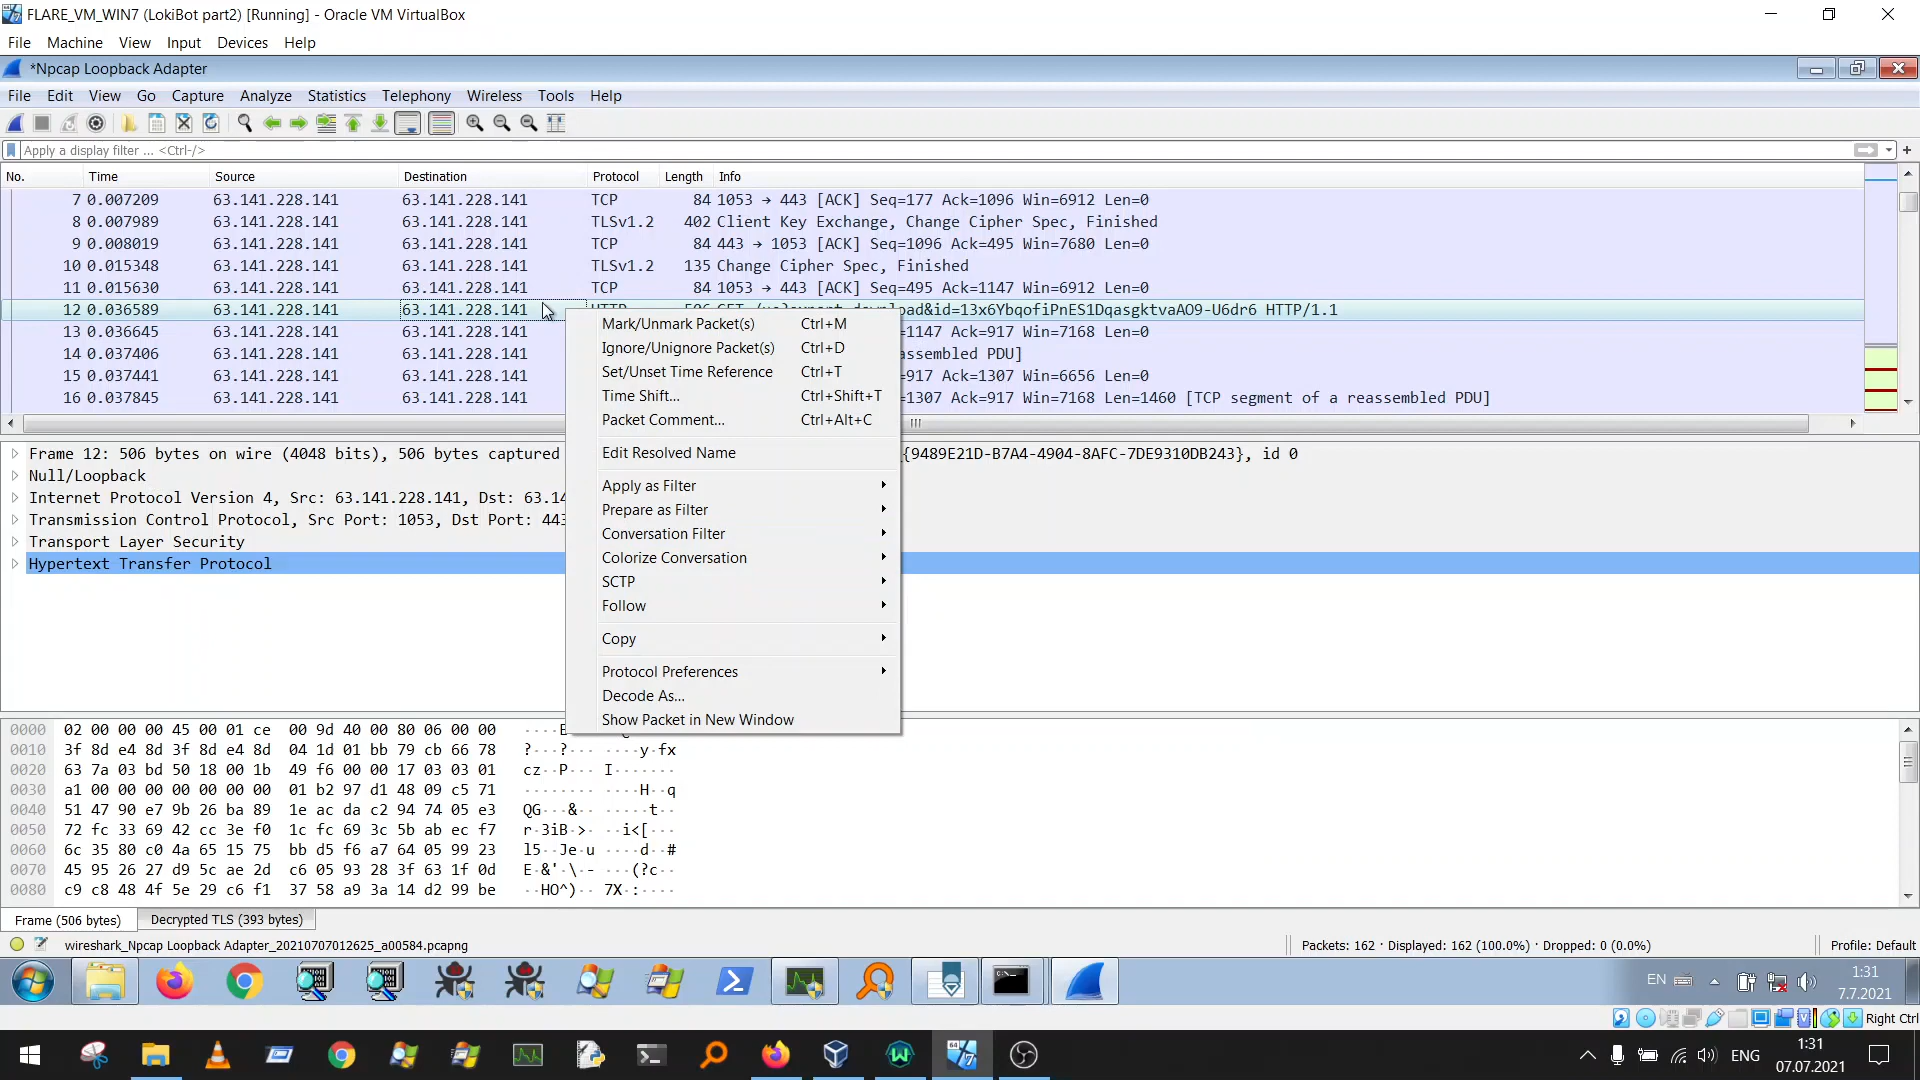 FLARE_VM_WIN7 (LokiBot part2) [Running] - Oracle VM VirtualBox
File Machine View Input Devices Help
*Npcap Loopback Adapter
File Edit View Go Capture Analyze Statistics Telephony Wireless Tools Help
Apply a display filter ... <Ctrl-/>
No. Time Source Destination Protocol Length Info
7 0.007209 63.141.228.141 63.141.228.141 TCP 84 1053 → 443 [ACK] Seq=177 Ack=1096 Win=6912 Len=0
8 0.007989 63.141.228.141 63.141.228.141 TLSv1.2 402 Client Key Exchange, Change Cipher Spec, Finished
9 0.008019 63.141.228.141 63.141.228.141 TCP 84 443 → 1053 [ACK] Seq=1096 Ack=495 Win=7680 Len=0
10 0.015348 63.141.228.141 63.141.228.141 TLSv1.2 135 Change Cipher Spec, Finished
11 0.015630 63.141.228.141 63.141.228.141 TCP 84 1053 → 443 [ACK] Seq=495 Ack=1147 Win=6912 Len=0
12 0.036589 63.141.228.141 63.141.228.141 HTTP 506 GET /uc?export=download&id=13x6YbqofiPnES1DqasgktvaAO9-U6dr6 HTTP/1.1
13 0.036645 63.141.228.141 63.141.228.141 1147 Ack=917 Win=7168 Len=0
14 0.037406 63.141.228.141 63.141.228.141 assembled PDU]
15 0.037441 63.141.228.141 63.141.228.141 917 Ack=1307 Win=6656 Len=0
16 0.037845 63.141.228.141 63.141.228.141 1307 Ack=917 Win=7168 Len=1460 [TCP segment of a reassembled PDU]
Mark/Unmark Packet(s) Ctrl+M
Ignore/Unignore Packet(s) Ctrl+D
Set/Unset Time Reference Ctrl+T
Time Shift... Ctrl+Shift+T
Packet Comment... Ctrl+Alt+C
Edit Resolved Name
Apply as Filter
Prepare as Filter
Conversation Filter
Colorize Conversation
SCTP
Follow
Copy
Protocol Preferences
Decode As...
Show Packet in New Window
Frame 12: 506 bytes on wire (4048 bits), 506 bytes captured {9489E21D-B7A4-4904-8AFC-7DE9310DB243}, id 0
Null/Loopback
Internet Protocol Version 4, Src: 63.141.228.141, Dst: 63.14
Transmission Control Protocol, Src Port: 1053, Dst Port: 443
Transport Layer Security
Hypertext Transfer Protocol
0000 02 00 00 00 45 00 01 ce 00 9d 40 00 80 06 00 00 ····E·
0010 3f 8d e4 8d 3f 8d e4 8d 04 1d 01 bb 79 cb 66 78 ?···?··· ····y·fx
0020 63 7a 03 bd 50 18 00 1b 49 f6 00 00 17 03 03 01 cz··P··· I·······
0030 a1 00 00 00 00 00 00 00 01 b2 97 d1 48 09 c5 71 ········ ····H··q
0040 51 47 90 e7 9b 26 ba 89 1e ac da c2 94 74 05 e3 QG···&·· ·····t··
0050 72 fc 33 69 42 cc 3e f0 1c fc 69 3c 5b ab ec f7 r·3iB·>· ··i<[···
0060 6c 35 80 c0 4a 65 15 75 bb d5 f6 a7 64 05 99 23 l5··Je·u ····d··#
0070 45 95 26 27 d9 5c ae 2d c6 05 93 28 3f 63 1f 0d E·&'·\·- ···(?c··
0080 c9 c8 48 4f 5e 29 c6 f1 37 58 a9 3a 14 d2 99 be ··HO^)·· 7X·:····
Frame (506 bytes) Decrypted TLS (393 bytes)
wireshark_Npcap Loopback Adapter_20210707012625_a00584.pcapng Packets: 162 · Displayed: 162 (100.0%) · Dropped: 0 (0.0%) Profile: Default
EN 1:31
7.7.2021
Right Ctrl
ENG 1:31
07.07.2021